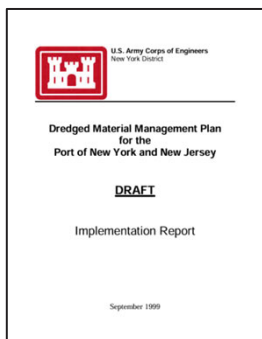 U.S. Army Corps of Engineers
New York District
Dredged Material Management Plan
for the
Port of New York and New Jersey
DRAFT
Implementation Report
September 1999